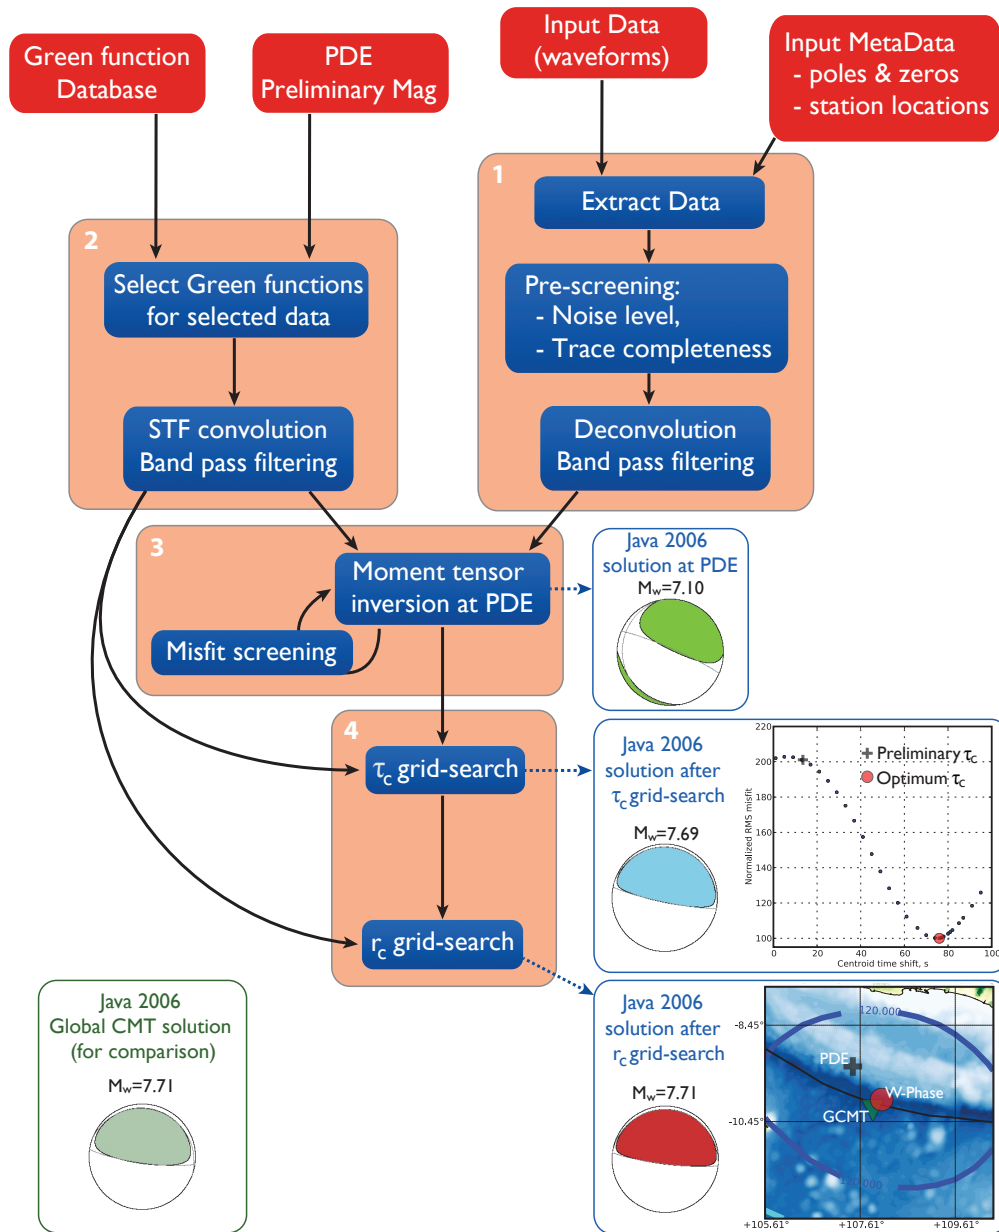 Green function
Database
PDE
Preliminary Mag
Input Data
(waveforms)
Input MetaData
- poles & zeros
- station locations
1
Extract Data
Pre-screening:
- Noise level,
- Trace completeness
Deconvolution
Band pass filtering
2
Select Green functions
for selected data
STF convolution
Band pass filtering
3
Moment tensor
inversion at PDE
Misfit screening
Java 2006
solution at PDE
Mw=7.10
4
τc grid-search
rc grid-search
Java 2006
solution after
τc grid-search
Mw=7.69
Normalized RMS misfit
220
200
180
160
140
120
100
0
20
40
60
80
100
Centroid time shift, s
Preliminary τc
Optimum τc
Java 2006
Global CMT solution
(for comparison)
Mw=7.71
Java 2006
solution after
rc grid-search
Mw=7.71
-8.45°
-10.45°
120.000
PDE
W-Phase
GCMT
120.000
+105.61°
+107.61°
+109.61°